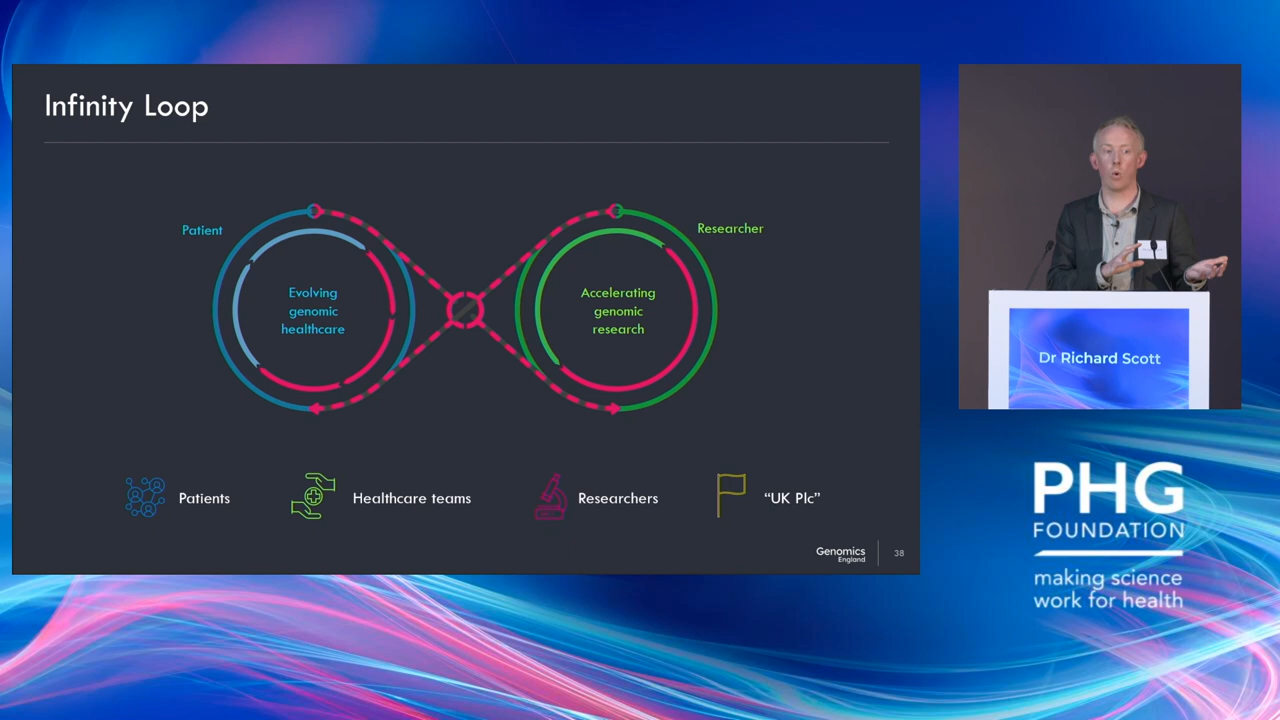 Infinity Loop
Patient
Researcher
Evolving
genomic
healthcare
Accelerating
genomic
research
Patients
Healthcare teams
Researchers
“UK Plc”
Genomics
England
38
Dr Richard Scott
PHG
FOUNDATION
making science
work for health